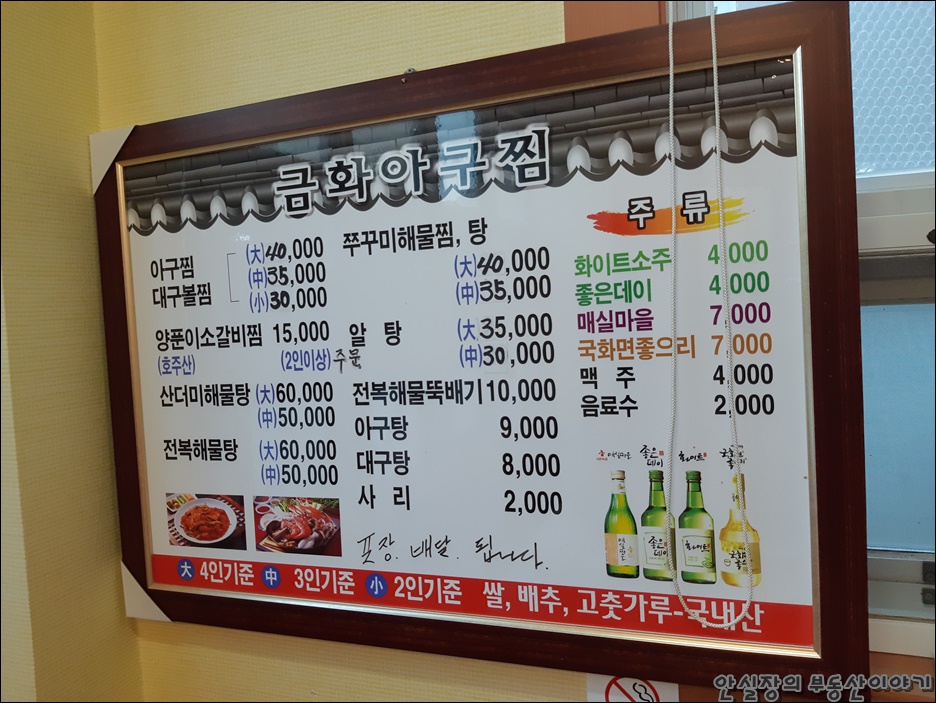 금화아구찜
아구찜
대구볼찜
(大)40,000
(中)35,000
(小)30,000
양푼이소갈비찜 15,000
(호주산) (2인이상)주문
산더미해물탕 (大)60,000
(中)50,000
전복해물탕 (大)60,000
(中)50,000
쭈꾸미해물찜, 탕
(大)40,000
(中)35,000
알 탕 (大)35,000
(中)30,000
전복해물뚝배기 10,000
아구탕 9,000
대구탕 8,000
사 리 2,000
포장. 배달. 됩니다.
주 류
화이트소주 4,000
좋은데이 4,000
매실마을 7,000
국화면좋으리 7,000
맥 주 4,000
음료수 2,000
매실마을 좋은데이 화이트
좋은데이
大 4인기준 中 3인기준 小 2인기준 쌀, 배추, 고춧가루-국내산
안실장의 부동산이야기